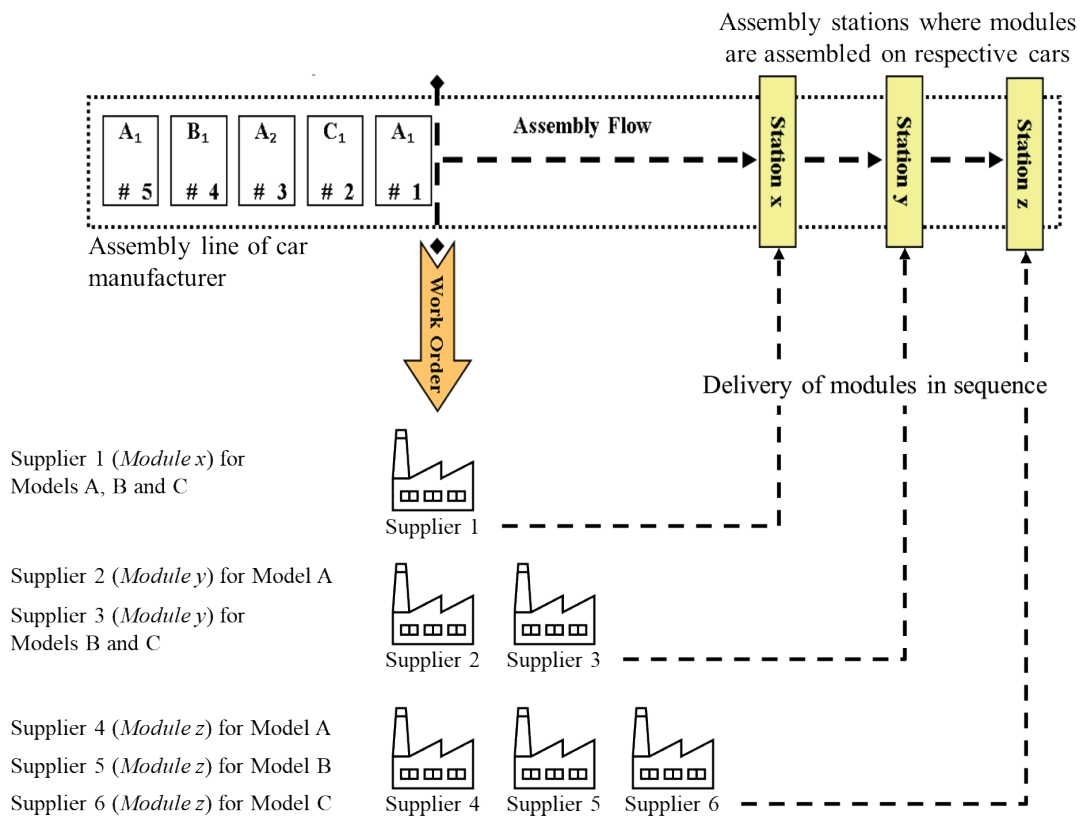 Assembly stations where modules
are assembled on respective cars
A₁
# 5
B₁
# 4
A₂
# 3
C₁
# 2
A₁
# 1
Assembly Flow
Station x
Station y
Station z
Assembly line of car
manufacturer
Work Order
Delivery of modules in sequence
Supplier 1 (Module x) for
Models A, B and C
Supplier 1
Supplier 2 (Module y) for Model A
Supplier 3 (Module y) for
Models B and C
Supplier 2
Supplier 3
Supplier 4 (Module z) for Model A
Supplier 5 (Module z) for Model B
Supplier 6 (Module z) for Model C
Supplier 4
Supplier 5
Supplier 6